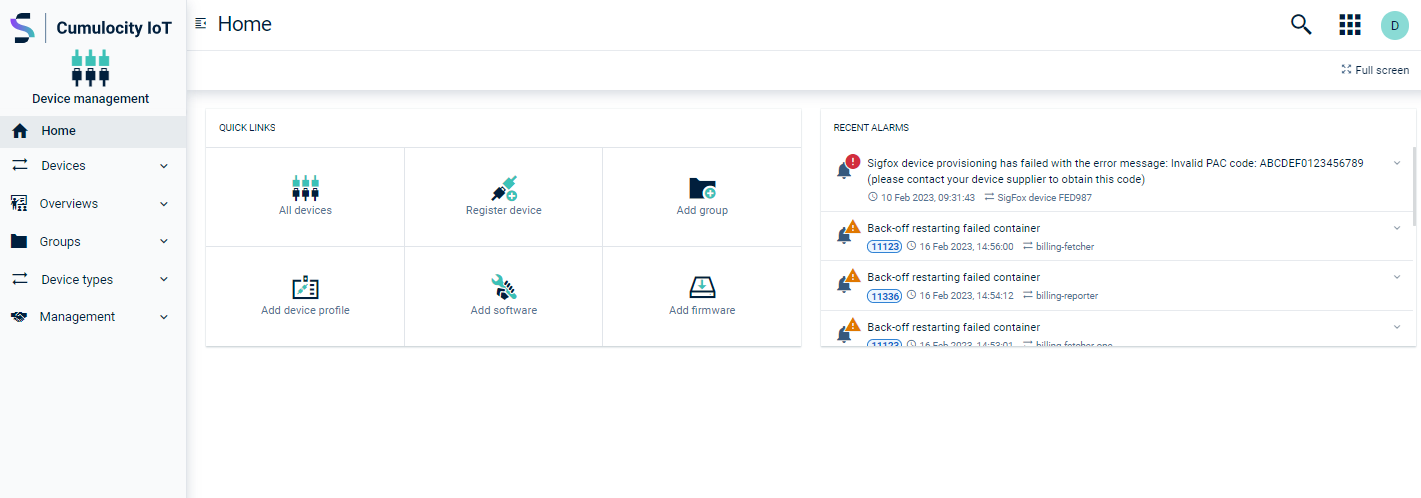 Cumulocity IoT
Device management
Home
Devices
Overviews
Groups
Device types
Management
Home
D
Full screen
QUICK LINKS
All devices
Register device
Add group
Add device profile
Add software
Add firmware
RECENT ALARMS
Sigfox device provisioning has failed with the error message: Invalid PAC code: ABCDEF0123456789
(please contact your device supplier to obtain this code)
10 Feb 2023, 09:31:43 SigFox device FED987
Back-off restarting failed container
11123 16 Feb 2023, 14:56:00 billing-fetcher
Back-off restarting failed container
11336 16 Feb 2023, 14:54:12 billing-reporter
Back-off restarting failed container
11123 16 Feb 2023, 14:53:01 billing-fetcher